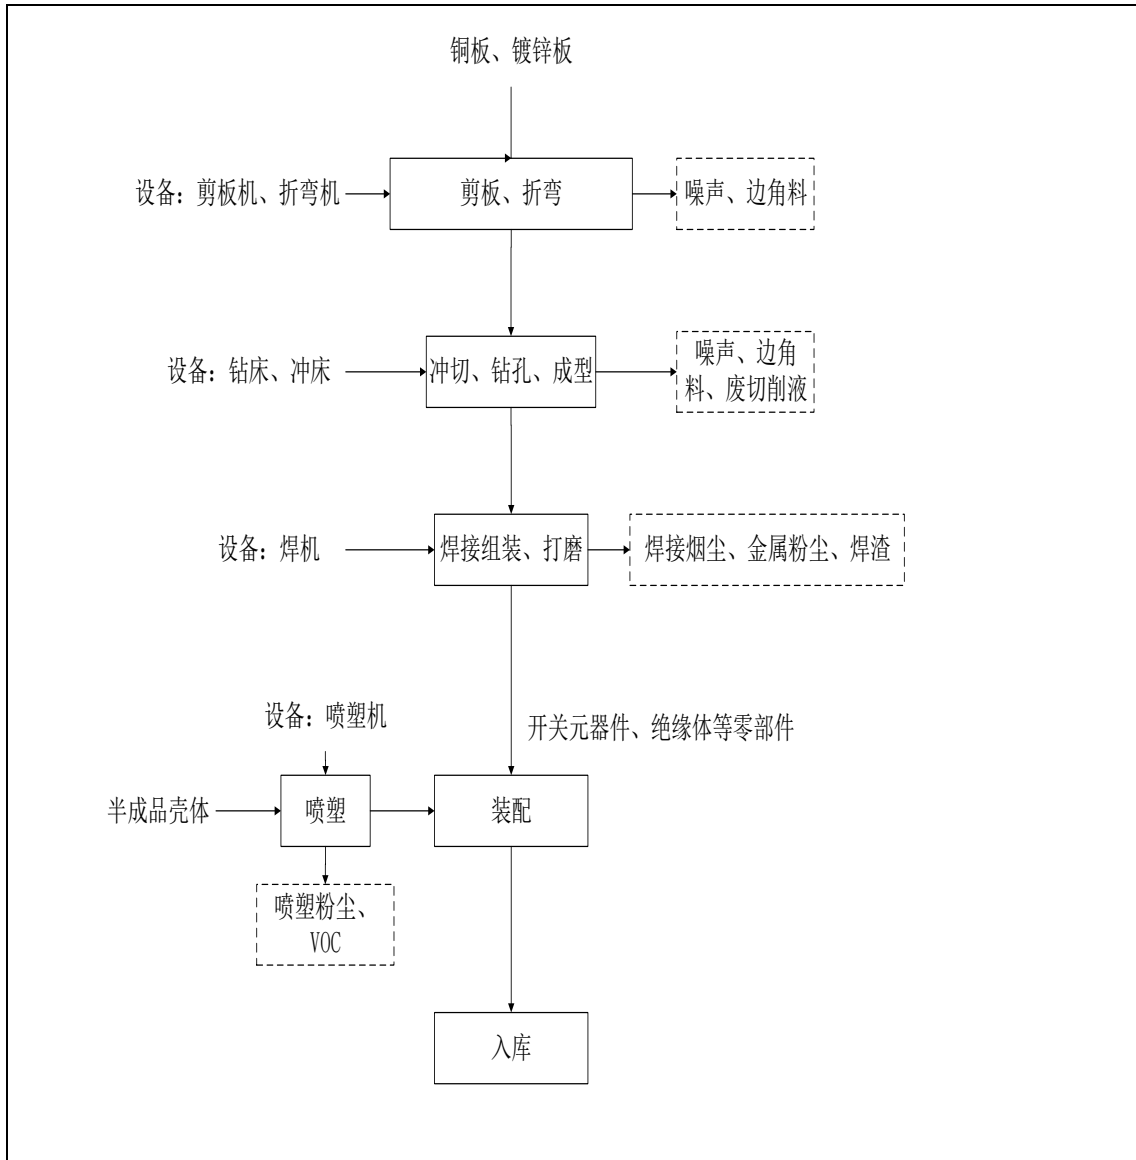 铜板、镀锌板
设备：剪板机、折弯机
剪板、折弯
噪声、边角料
设备：钻床、冲床
冲切、钻孔、成型
噪声、边角
料、废切削液
设备：焊机
焊接组装、打磨
焊接烟尘、金属粉尘、焊渣
设备：喷塑机
开关元器件、绝缘体等零部件
半成品壳体
喷塑
装配
喷塑粉尘、
VOC
入库